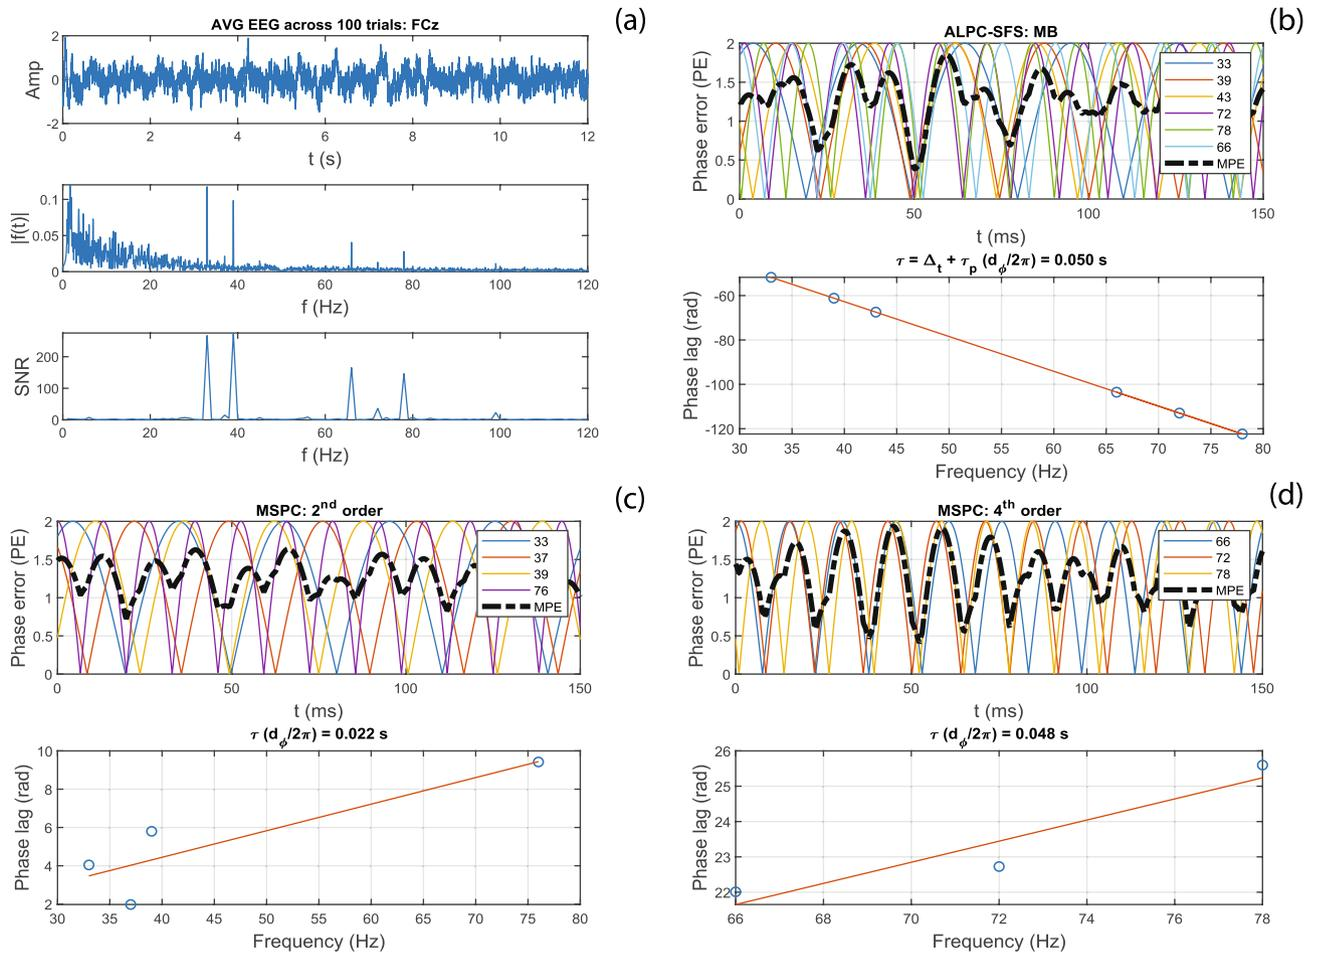 (a)
AVG EEG across 100 trials: FCz
Amp
2
0
-2
0 2 4 6 8 10 12
t (s)
|f(t)|
0.1
0.05
0
0 20 40 60 80 100 120
f (Hz)
SNR
200
100
0
0 20 40 60 80 100 120
f (Hz)
(b)
ALPC-SFS: MB
Phase error (PE)
2
1.5
1
0.5
0
33
39
43
72
78
66
MPE
0 50 100 150
t (ms)
τ = Δt + τp (dϕ/2π) = 0.050 s
Phase lag (rad)
-60
-80
-100
-120
30 35 40 45 50 55 60 65 70 75 80
Frequency (Hz)
(c)
MSPC: 2nd order
Phase error (PE)
2
1.5
1
0.5
0
33
37
39
76
MPE
0 50 100 150
t (ms)
τ (dϕ/2π) = 0.022 s
Phase lag (rad)
10
8
6
4
2
30 35 40 45 50 55 60 65 70 75 80
Frequency (Hz)
(d)
MSPC: 4th order
Phase error (PE)
2
1.5
1
0.5
0
66
72
78
MPE
0 50 100 150
t (ms)
τ (dϕ/2π) = 0.048 s
Phase lag (rad)
26
25
24
23
22
66 68 70 72 74 76 78
Frequency (Hz)